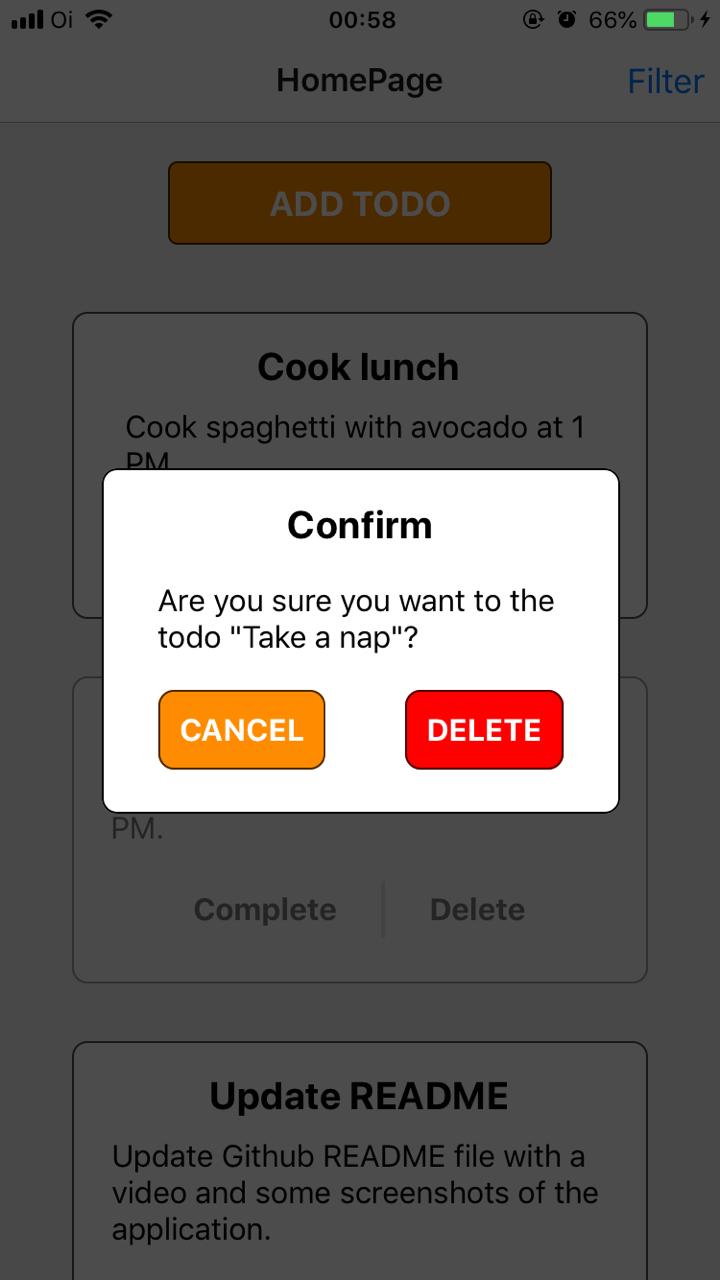 Oi 00:58 66%
HomePage Filter
ADD TODO
Cook lunch
Cook spaghetti with avocado at 1
PM
Confirm
Are you sure you want to the
todo "Take a nap"?
CANCEL DELETE
PM.
Complete Delete
Update README
Update Github README file with a
video and some screenshots of the
application.